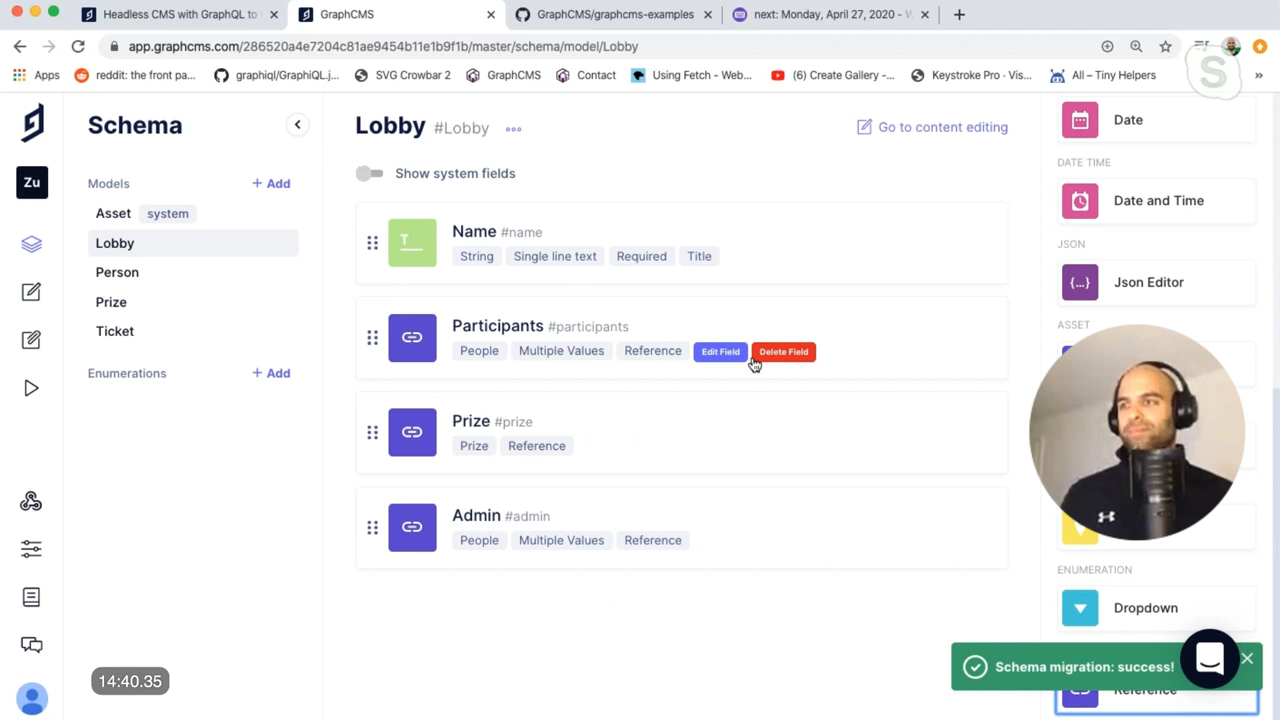 Headless CMS with GraphQL to
GraphCMS
GraphCMS/graphcms-examples
next: Monday, April 27, 2020 - W
app.graphcms.com/286520a4e7204c81ae9454b11e1b9f1b/master/schema/model/Lobby
Apps
reddit: the front pa...
graphiql/GraphiQL.j...
SVG Crowbar 2
GraphCMS
Contact
Using Fetch - Web...
(6) Create Gallery -...
Keystroke Pro · Vis...
All – Tiny Helpers
»
Zu
Schema
Models
+ Add
Asset system
Lobby
Person
Prize
Ticket
Enumerations
+ Add
14:40.35
Lobby #Lobby
Go to content editing
Show system fields
T
Name #name
String Single line text Required Title
Participants #participants
People Multiple Values Reference Edit Field Delete Field
Prize #prize
Prize Reference
Admin #admin
People Multiple Values Reference
Date
DATE TIME
Date and Time
JSON
{...} Json Editor
ASSET
ENUMERATION
Dropdown
Schema migration: success!
Reference
S